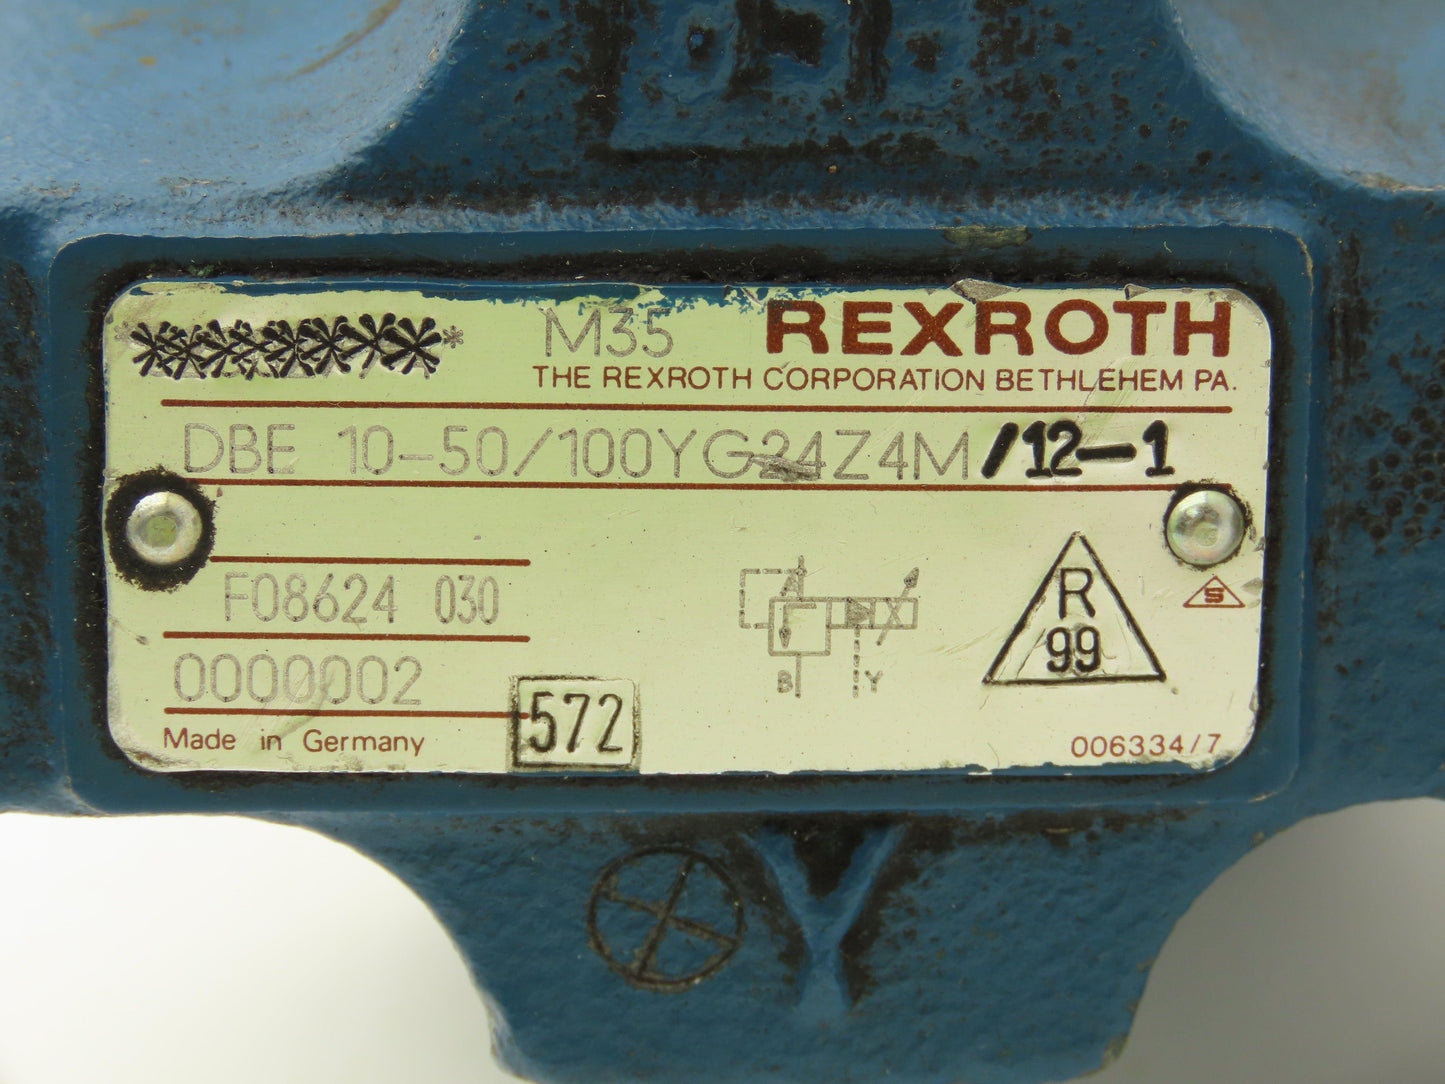 M35 REXROTH
THE REXROTH CORPORATION BETHLEHEM PA.
DBE 10-50/100YG24Z4M/12-1
F08624 030
0000002
Made in Germany
572
A
B Y
R
99
S
006334/7
Y